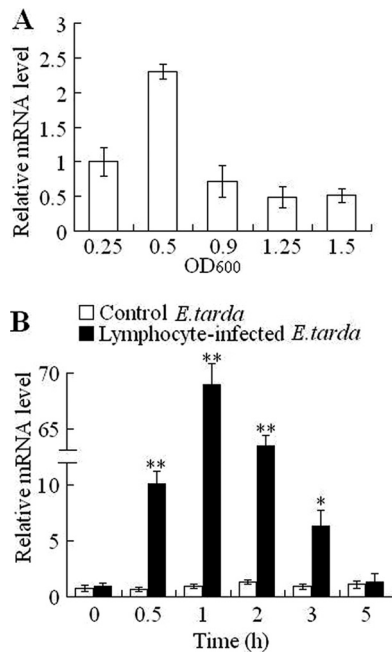 A
Relative mRNA level
3
2.5
2
1.5
1
0.5
0
0.25 0.5 0.9 1.25 1.5
OD600
B
Control E.tarda
Lymphocyte-infected E.tarda
Relative mRNA level
70
65
10
5
0
** ** ** *
0 0.5 1 2 3 5
Time (h)